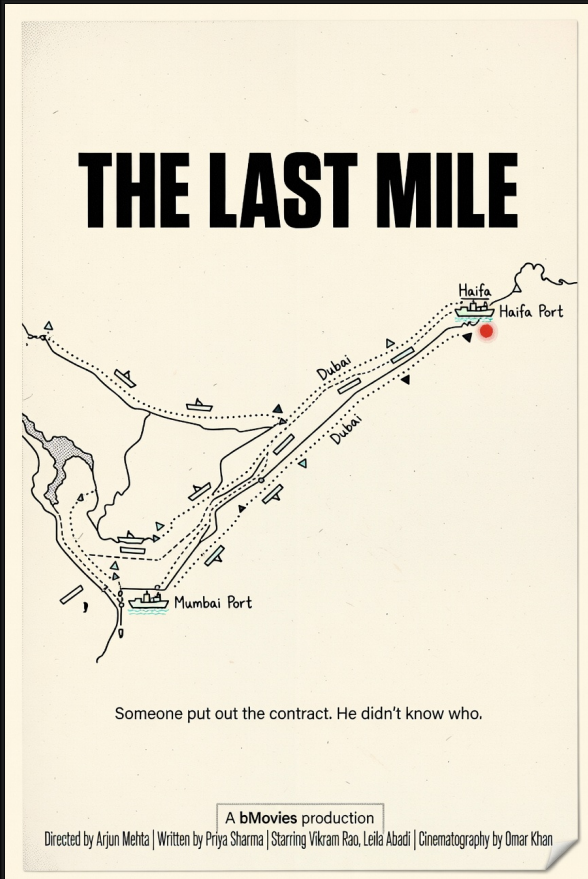 THE LAST MILE
Haifa
Haifa Port
Dubai
Dubai
Mumbai Port
Someone put out the contract. He didn't know who.
A bMovies production
Directed by Arjun Mehta | Written by Priya Sharma | Starring Vikram Rao, Leila Abadi | Cinematography by Omar Khan